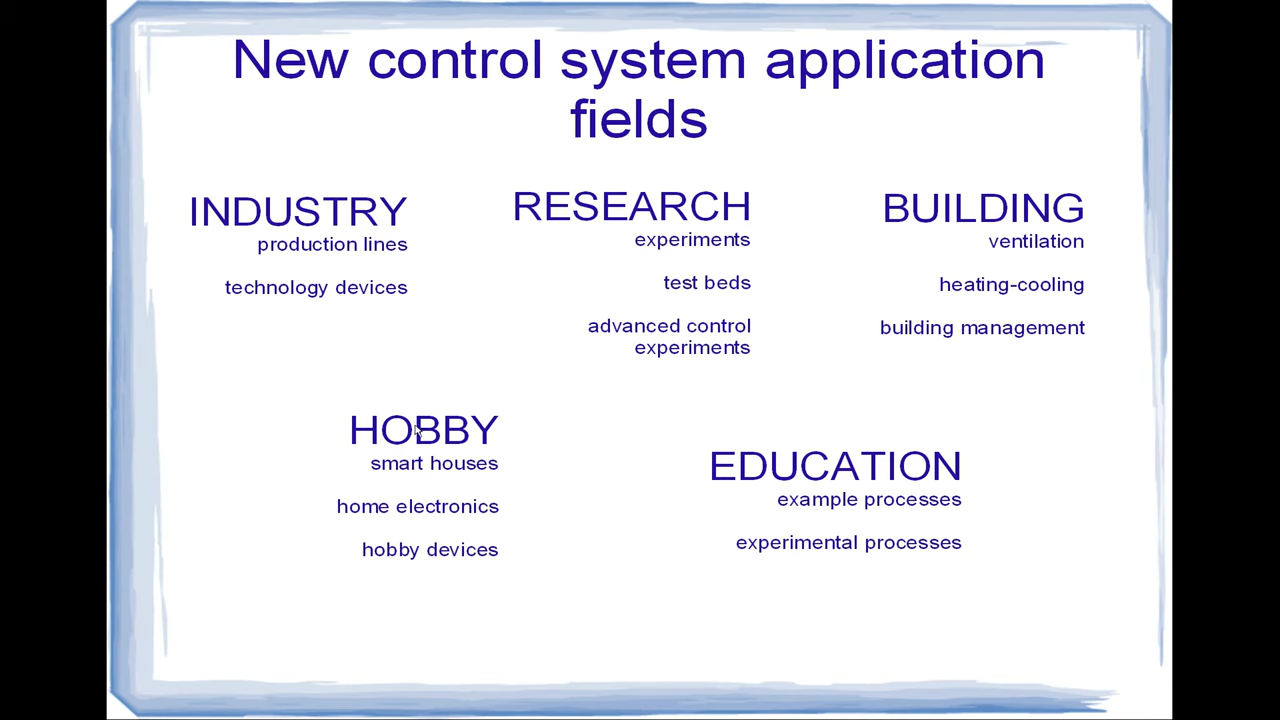 New control system application
fields
INDUSTRY
production lines
technology devices
RESEARCH
experiments
test beds
advanced control
experiments
BUILDING
ventilation
heating-cooling
building management
HOBBY
smart houses
home electronics
hobby devices
EDUCATION
example processes
experimental processes